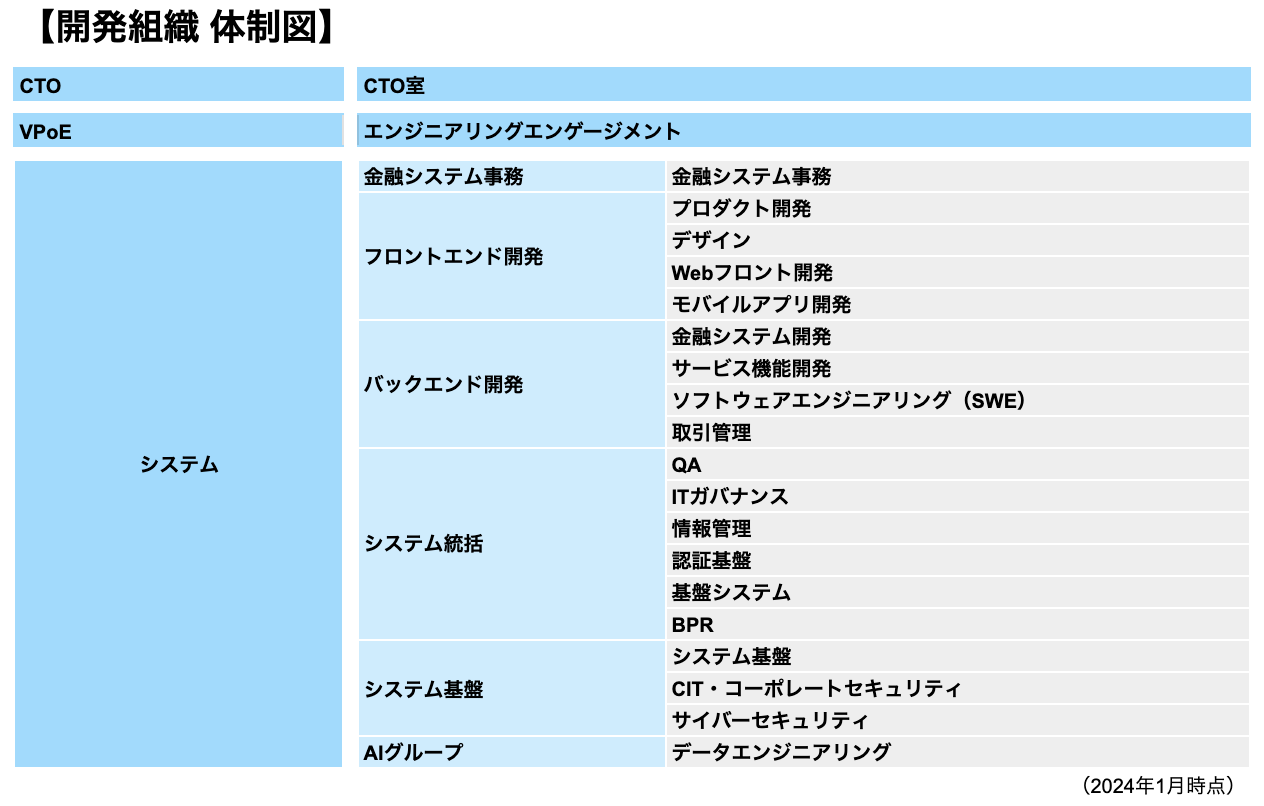 【開発組織 体制図】
CTO
CTO室
VPoE
エンジニアリングエンゲージメント
システム
金融システム事務
金融システム事務
フロントエンド開発
プロダクト開発
デザイン
Webフロント開発
モバイルアプリ開発
バックエンド開発
金融システム開発
サービス機能開発
ソフトウェアエンジニアリング（SWE）
取引管理
システム統括
QA
ITガバナンス
情報管理
認証基盤
基盤システム
BPR
システム基盤
システム基盤
CIT・コーポレートセキュリティ
サイバーセキュリティ
AIグループ
データエンジニアリング
（2024年1月時点）